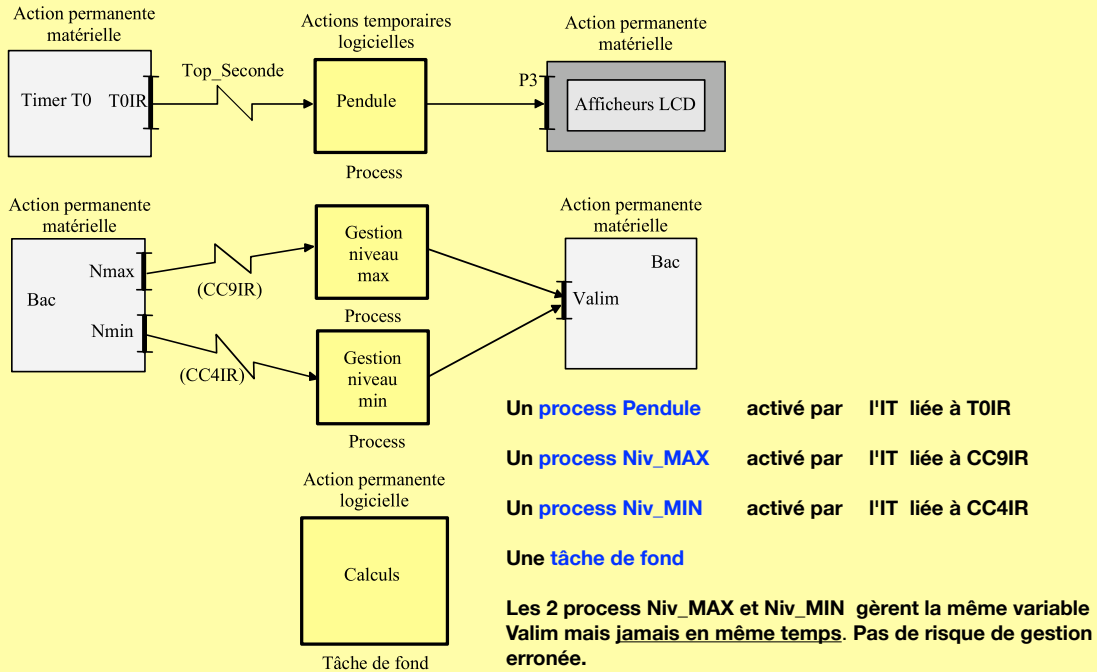 Action permanente
matérielle
Timer T0
T0IR
Top_Seconde
Actions temporaires
logicielles
Pendule
Process
Action permanente
matérielle
P3
Afficheurs LCD
Action permanente
matérielle
Bac
Nmax
Nmin
(CC9IR)
(CC4IR)
Gestion
niveau
max
Process
Gestion
niveau
min
Process
Action permanente
matérielle
Bac
Valim
Action permanente
logicielle
Calculs
Tâche de fond
Un process Pendule activé par l'IT liée à T0IR
Un process Niv_MAX activé par l'IT liée à CC9IR
Un process Niv_MIN activé par l'IT liée à CC4IR
Une tâche de fond
Les 2 process Niv_MAX et Niv_MIN gèrent la même variable
Valim mais jamais en même temps. Pas de risque de gestion
erronée.